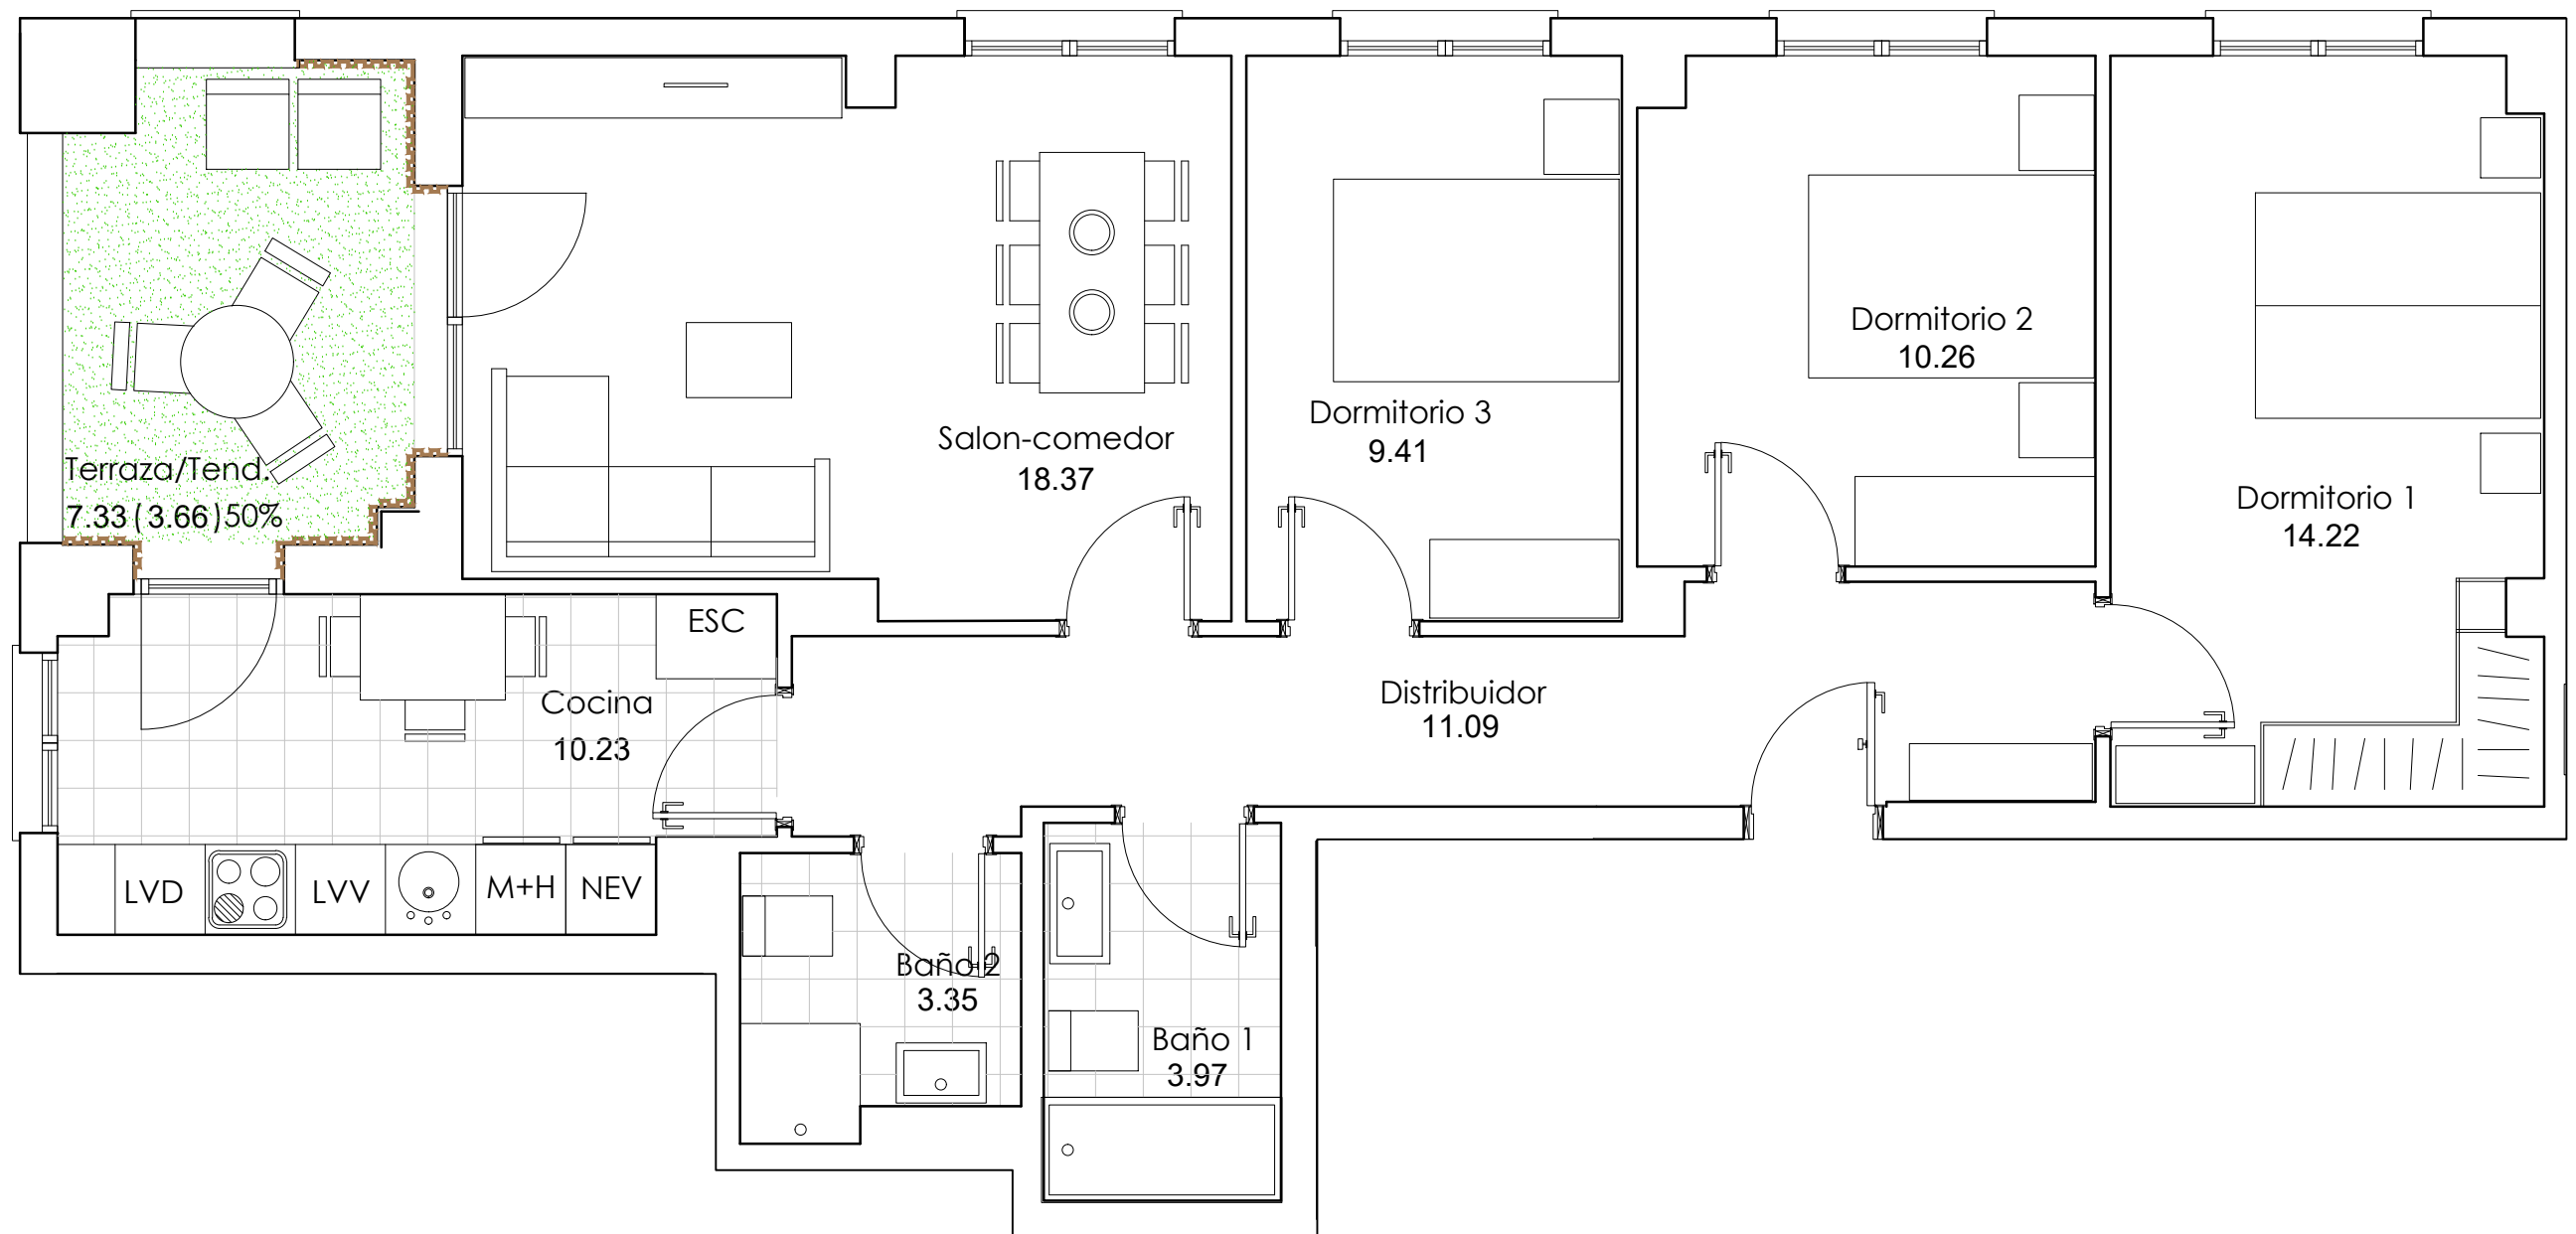 Dormitorio 2
10.26
Dormitorio 3
9.41
Salon-comedor
18.37
Terraza/Tend.
7.33(3.66)50%
Dormitorio 1
14.22
ESC
Cocina
10.23
Distribuidor
11.09
LVD
LVV
M+H
NEV
Baño 2
3.35
Baño 1
3.97